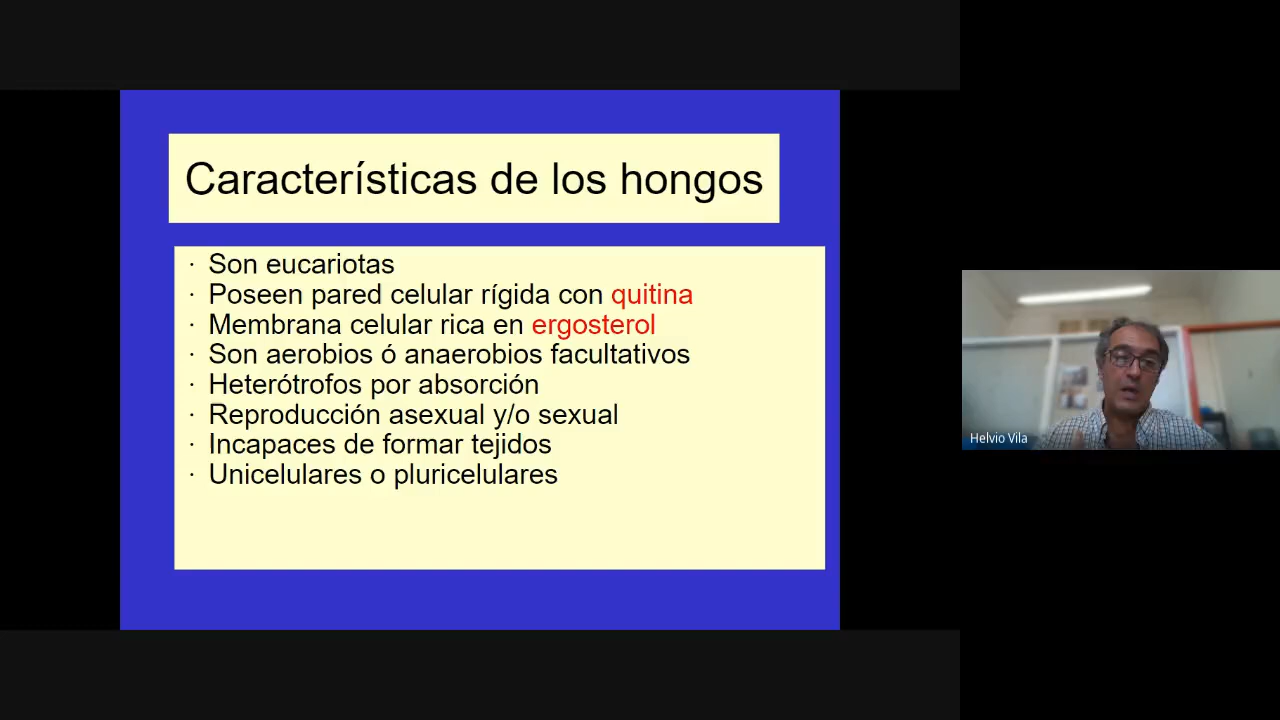 Características de los hongos
· Son eucariotas
· Poseen pared celular rígida con quitina
· Membrana celular rica en ergosterol
· Son aerobios ó anaerobios facultativos
· Heterótrofos por absorción
· Reproducción asexual y/o sexual
· Incapaces de formar tejidos
· Unicelulares o pluricelulares
Helvio Vila